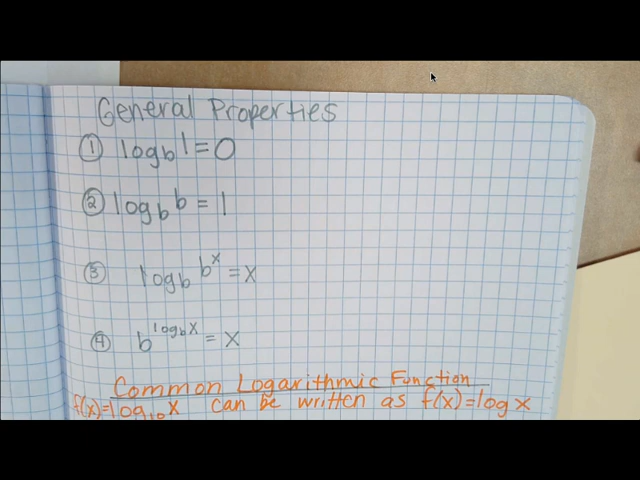 General Properties
① log_b 1 = 0
② log_b b = 1
③ log_b b^x = x
④ b^{log_b x} = x
Common Logarithmic Function
f(x)=log₁₀x can be written as f(x)=log x